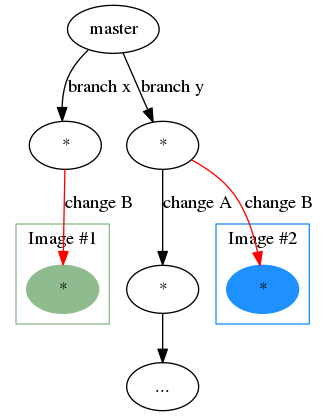 master
branch x
branch y
*
*
change B
change A
change B
Image #1
Image #2
*
*
*
...